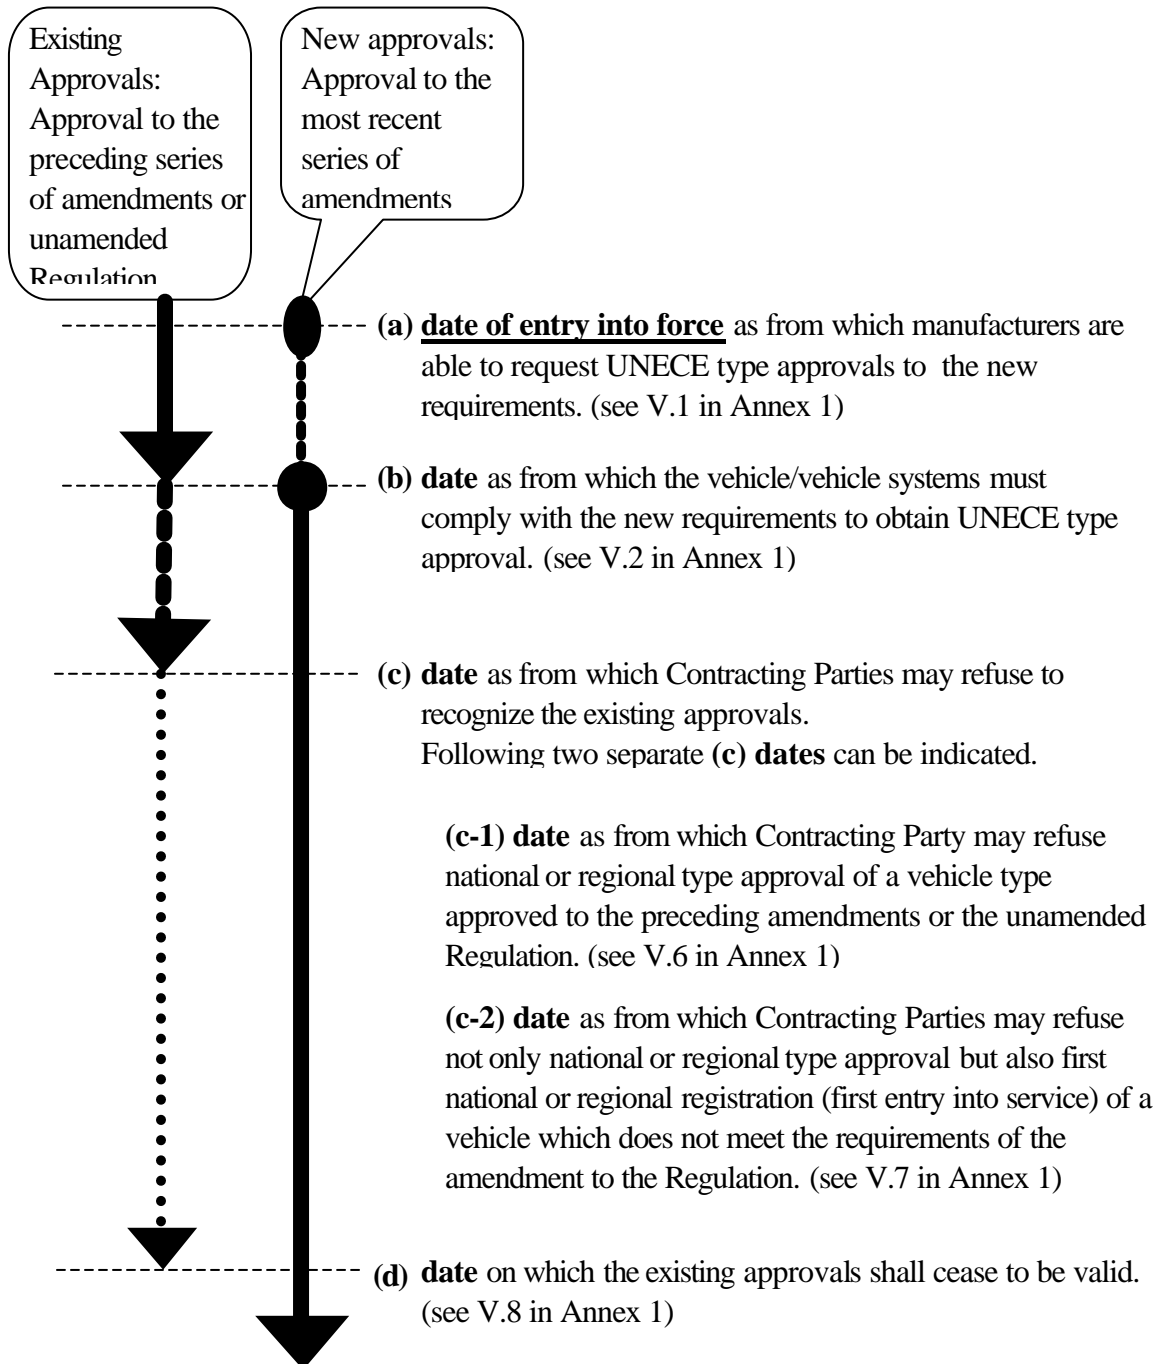 Existing
Approvals:
Approval to the
preceding series
of amendments or
unamended
Regulation
New approvals:
Approval to the
most recent
series of
amendments
(a) date of entry into force as from which manufacturers are
able to request UNECE type approvals to the new
requirements. (see V.1 in Annex 1)
(b) date as from which the vehicle/vehicle systems must
comply with the new requirements to obtain UNECE type
approval. (see V.2 in Annex 1)
(c) date as from which Contracting Parties may refuse to
recognize the existing approvals.
Following two separate (c) dates can be indicated.
(c-1) date as from which Contracting Party may refuse
national or regional type approval of a vehicle type
approved to the preceding amendments or the unamended
Regulation. (see V.6 in Annex 1)
(c-2) date as from which Contracting Parties may refuse
not only national or regional type approval but also first
national or regional registration (first entry into service) of a
vehicle which does not meet the requirements of the
amendment to the Regulation. (see V.7 in Annex 1)
(d) date on which the existing approvals shall cease to be valid.
(see V.8 in Annex 1)